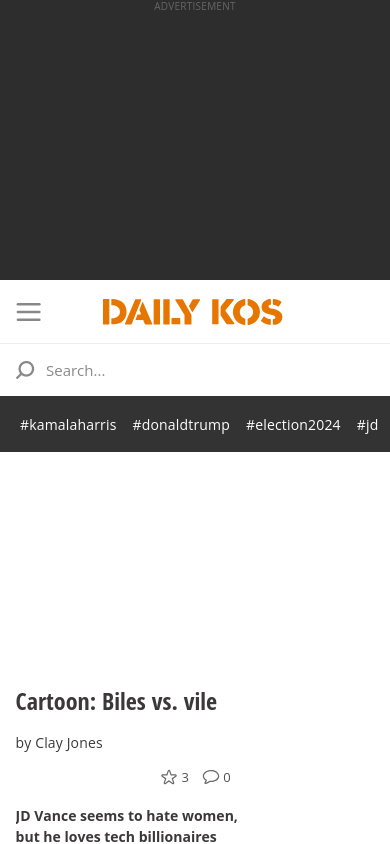 ADVERTISEMENT
DAILY KOS
Search...
#kamalaharris #donaldtrump #election2024 #jd
Cartoon: Biles vs. vile
by Clay Jones
3 0
JD Vance seems to hate women,
but he loves tech billionaires